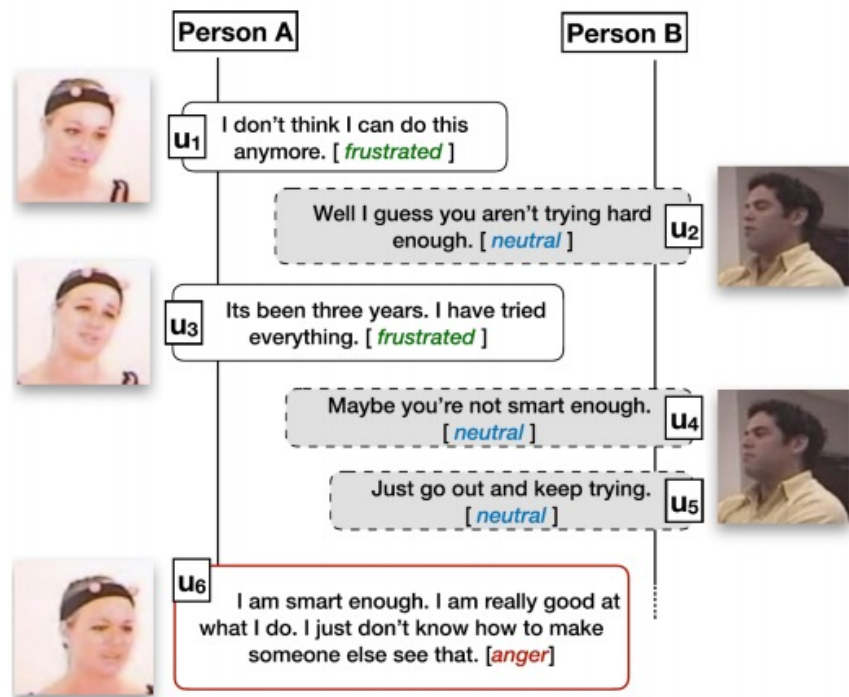 Person A
Person B
u1
I don't think I can do this
anymore. [ frustrated ]
Well I guess you aren't trying hard
enough. [ neutral ]
u2
u3
Its been three years. I have tried
everything. [ frustrated ]
Maybe you're not smart enough.
[ neutral ]
u4
Just go out and keep trying.
[ neutral ]
u5
u6
I am smart enough. I am really good at
what I do. I just don't know how to make
someone else see that. [anger]